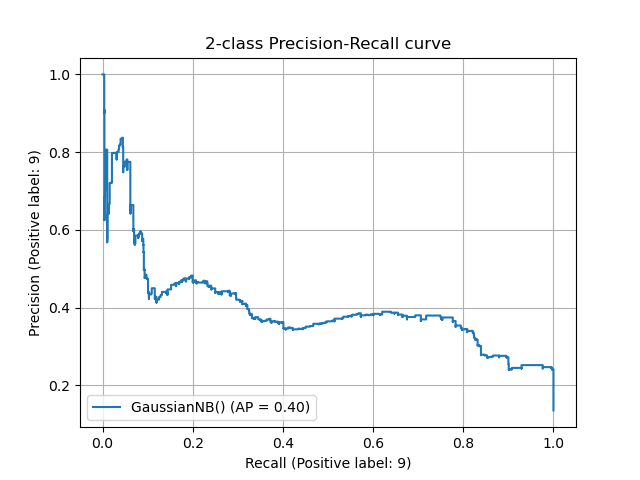 2-class Precision-Recall curve
Precision (Positive label: 9)
1.0
0.8
0.6
0.4
0.2
GaussianNB() (AP = 0.40)
0.0 0.2 0.4 0.6 0.8 1.0
Recall (Positive label: 9)